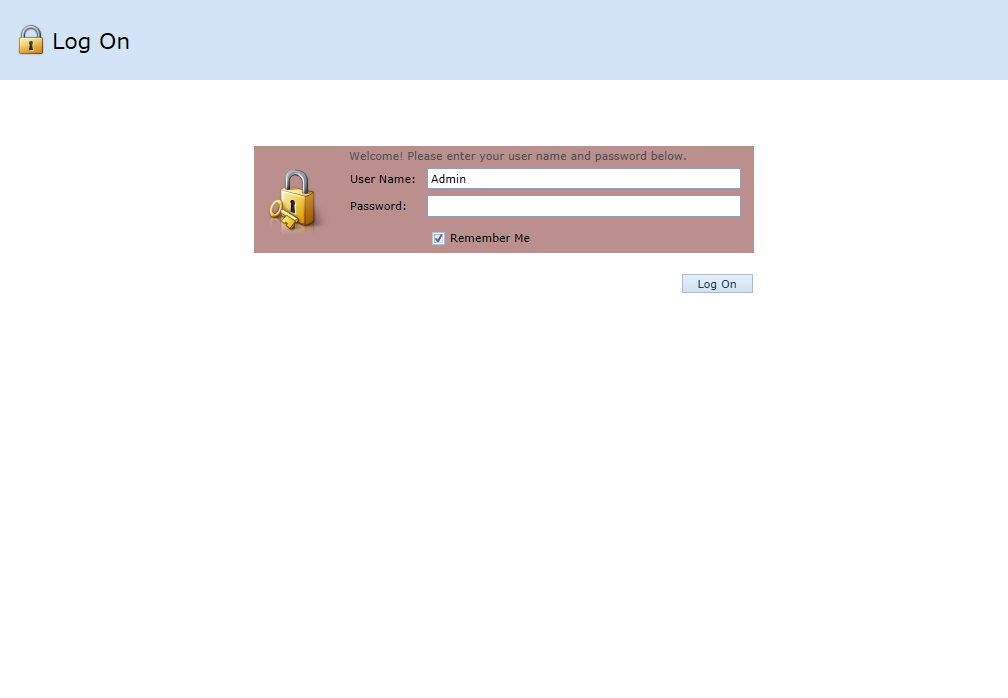 Log On
Welcome! Please enter your user name and password below.
User Name: Admin
Password:
Remember Me
Log On